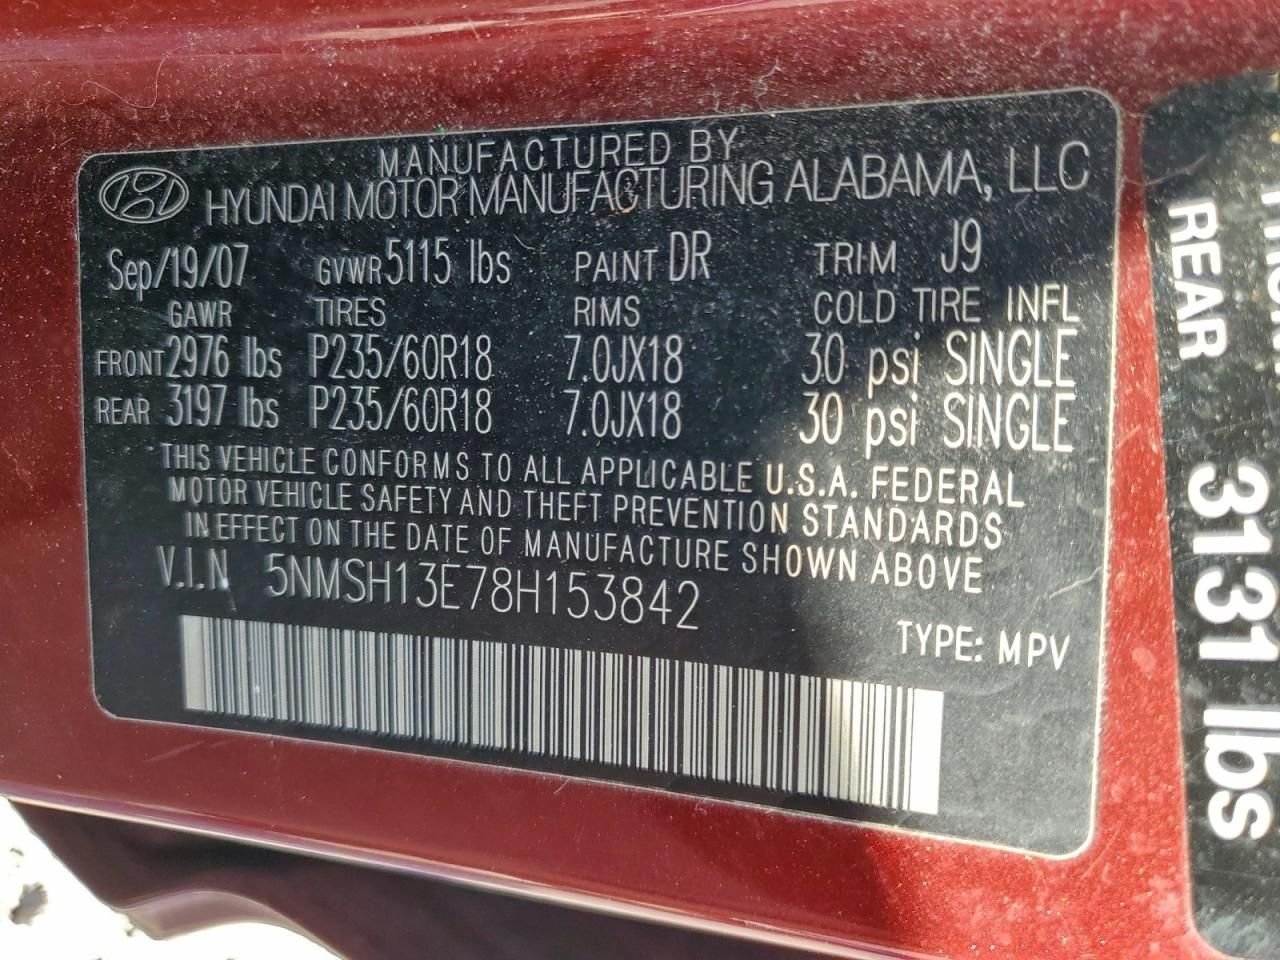 MANUFACTURED BY
HYUNDAI MOTOR MANUFACTURING ALABAMA, LLC
Sep/19/07 GVWR 5115 lbs PAINT DR TRIM J9
GAWR TIRES RIMS COLD TIRE INFL
FRONT 2976 lbs P235/60R18 7.0JX18 30 psi SINGLE
REAR 3197 lbs P235/60R18 7.0JX18 30 psi SINGLE
THIS VEHICLE CONFORMS TO ALL APPLICABLE U.S.A. FEDERAL
MOTOR VEHICLE SAFETY AND THEFT PREVENTION STANDARDS
IN EFFECT ON THE DATE OF MANUFACTURE SHOWN ABOVE
V.I.N 5NMSH13E78H153842
TYPE: MPV
REAR 3131 lbs